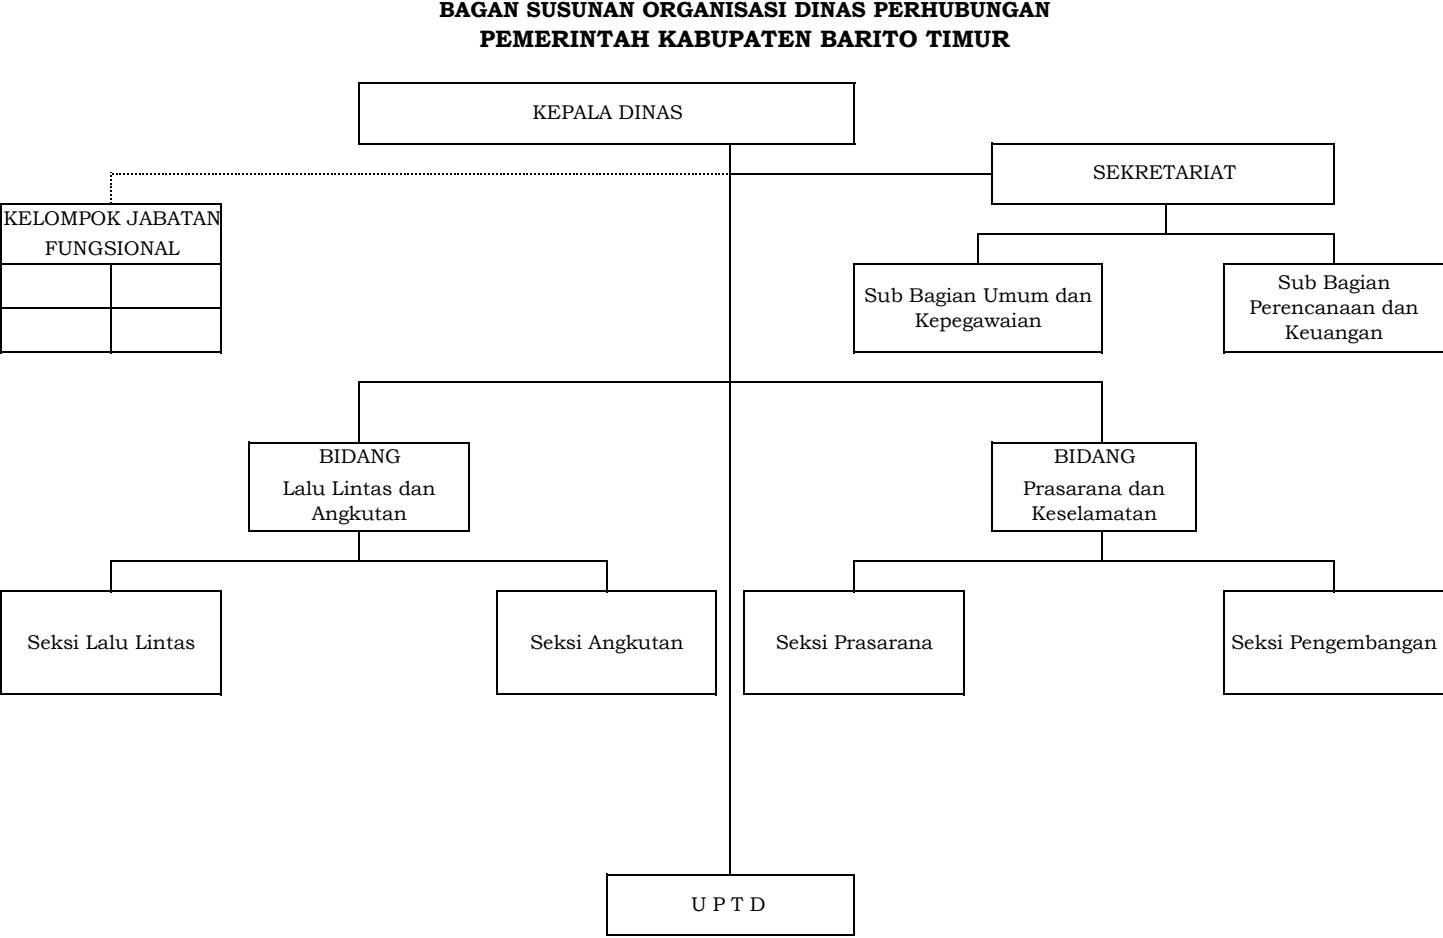 BAGAN SUSUNAN ORGANISASI DINAS PERHUBUNGAN
PEMERINTAH KABUPATEN BARITO TIMUR
KEPALA DINAS
SEKRETARIAT
KELOMPOK JABATAN
FUNGSIONAL
Sub Bagian Umum dan
Kepegawaian
Sub Bagian
Perencanaan dan
Keuangan
BIDANG
Lalu Lintas dan
Angkutan
BIDANG
Prasarana dan
Keselamatan
Seksi Lalu Lintas
Seksi Angkutan
Seksi Prasarana
Seksi Pengembangan
U P T D